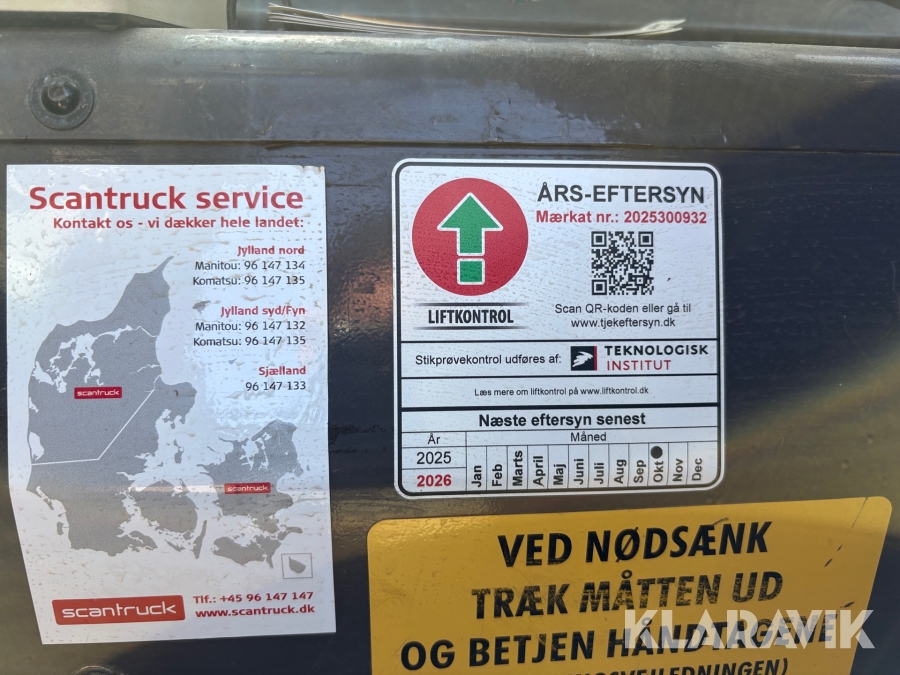 Scantruck service
Kontakt os - vi dækker hele landet:
Jylland nord
Manitou: 96 147 134
Komatsu: 96 147 135
Jylland syd/Fyn
Manitou: 96 147 132
Komatsu: 96 147 135
Sjælland
96 147 133
scantruck
scantruck
scantruck
Tlf.: +45 96 147 147
www.scantruck.dk
LIFTKONTROL
ÅRS-EFTERSYN
Mærkat nr.: 2025300932
Scan QR-koden eller gå til
www.tjekeftersyn.dk
Stikprøvekontrol udføres af:
TEKNOLOGISK
INSTITUT
Læs mere om liftkontrol på www.liftkontrol.dk
Næste eftersyn senest
År Måned
2025
2026
Jan Feb Marts April Maj Juni Juli Aug Sep Okt Nov Dec
VED NØDSÆNK
TRÆK MÅTTEN UD
OG BETJEN HÅNDTAGENE
KLARAVIK